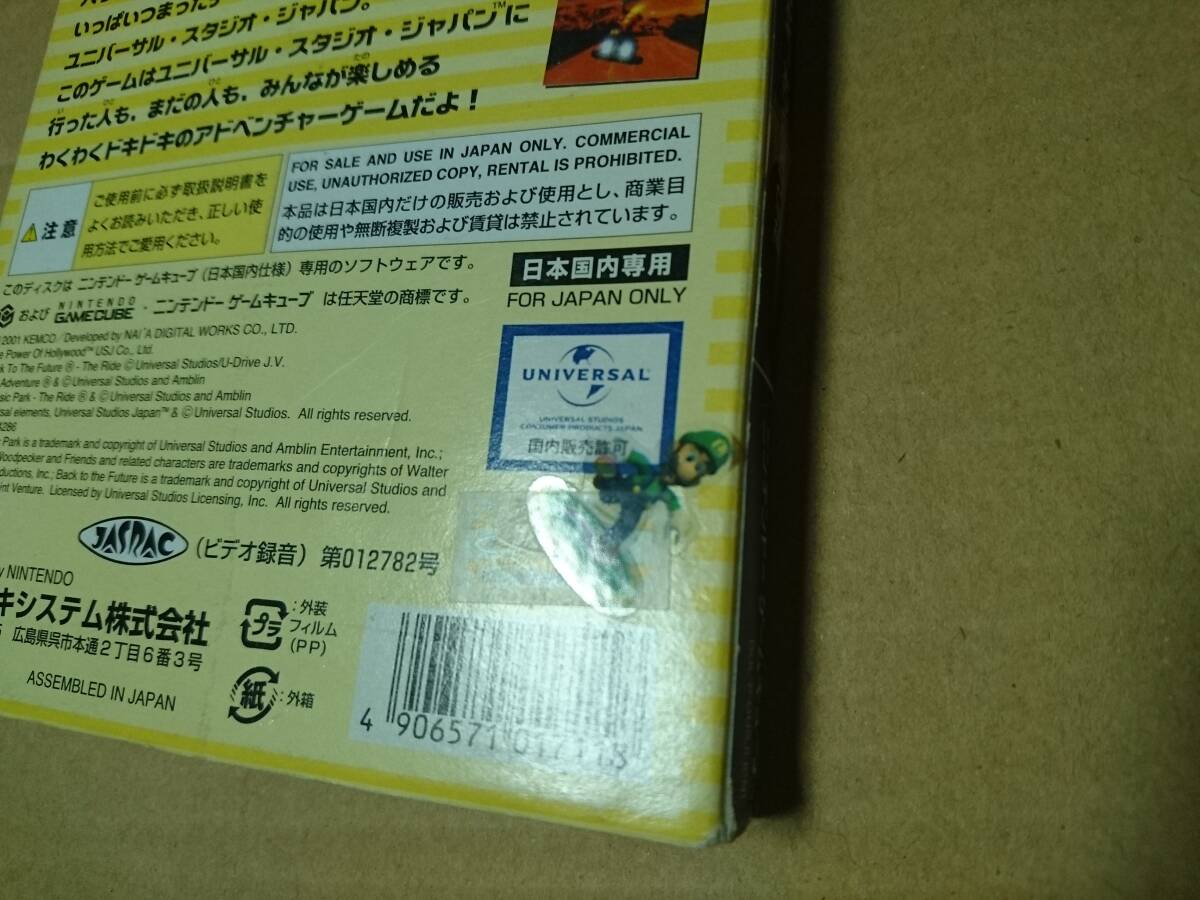 いっぱいつまった
ユニバーサル・スタジオ・ジャパン。
このゲームはユニバーサル・スタジオ・ジャパン™に
行った人も、まだの人も、みんなが楽しめる
わくわくドキドキのアドベンチャーゲームだよ！
注意
ご使用前に必ず取扱説明書を
よくお読みいただき、正しい使
用方法でご愛用ください。
FOR SALE AND USE IN JAPAN ONLY. COMMERCIAL
USE, UNAUTHORIZED COPY, RENTAL IS PROHIBITED.
本品は日本国内だけの販売および使用とし、商業目
的の使用や無断複製および賃貸は禁止されています。
このディスクは ニンテンドーゲームキューブ（日本国内仕様）専用のソフトウェアです。
および NINTENDO GAMECUBE・ニンテンドーゲームキューブ は任天堂の商標です。
日本国内専用
FOR JAPAN ONLY
2001 KEMCO / Developed by NAI'A DIGITAL WORKS CO., LTD.
Power Of Hollywood™ USJ Co., Ltd.
To The Future ® - The Ride ©Universal Studios/U-Drive J.V.
Adventure ® & ©Universal Studios and Amblin
Park - The Ride ® & ©Universal Studios and Amblin
elements, Universal Studios Japan™ & ©Universal Studios. All rights reserved.
Park is a trademark and copyright of Universal Studios and Amblin Entertainment, Inc.;
Woodpecker and Friends and related characters are trademarks and copyrights of Walter
Inc.; Back to the Future is a trademark and copyright of Universal Studios and
Venture. Licensed by Universal Studios Licensing, Inc. All rights reserved.
UNIVERSAL
UNIVERSAL STUDIOS
CONSUMER PRODUCTS JAPAN
国内販売許可
JASRAC
（ビデオ録音）第012782号
NINTENDO
キシステム株式会社
広島県呉市本通2丁目6番3号
ASSEMBLED IN JAPAN
プラ
：外装
フィルム
(PP)
紙
：外箱
4 906571 017113